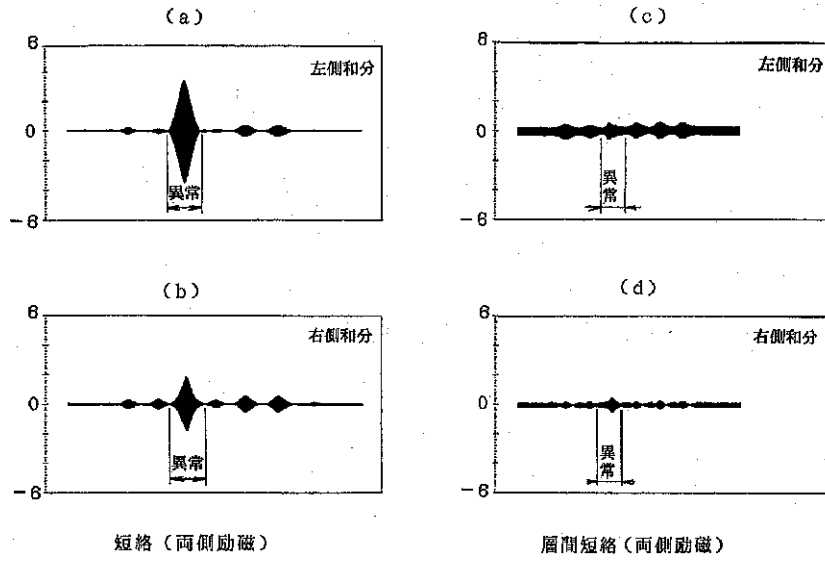 (a)
6
左側和分
0
異常
-6
(b)
6
右側和分
0
異常
-6
短絡(両側励磁)
(c)
6
左側和分
0
異
常
-6
(d)
6
右側和分
0
異
常
-6
層間短絡(両側励磁)